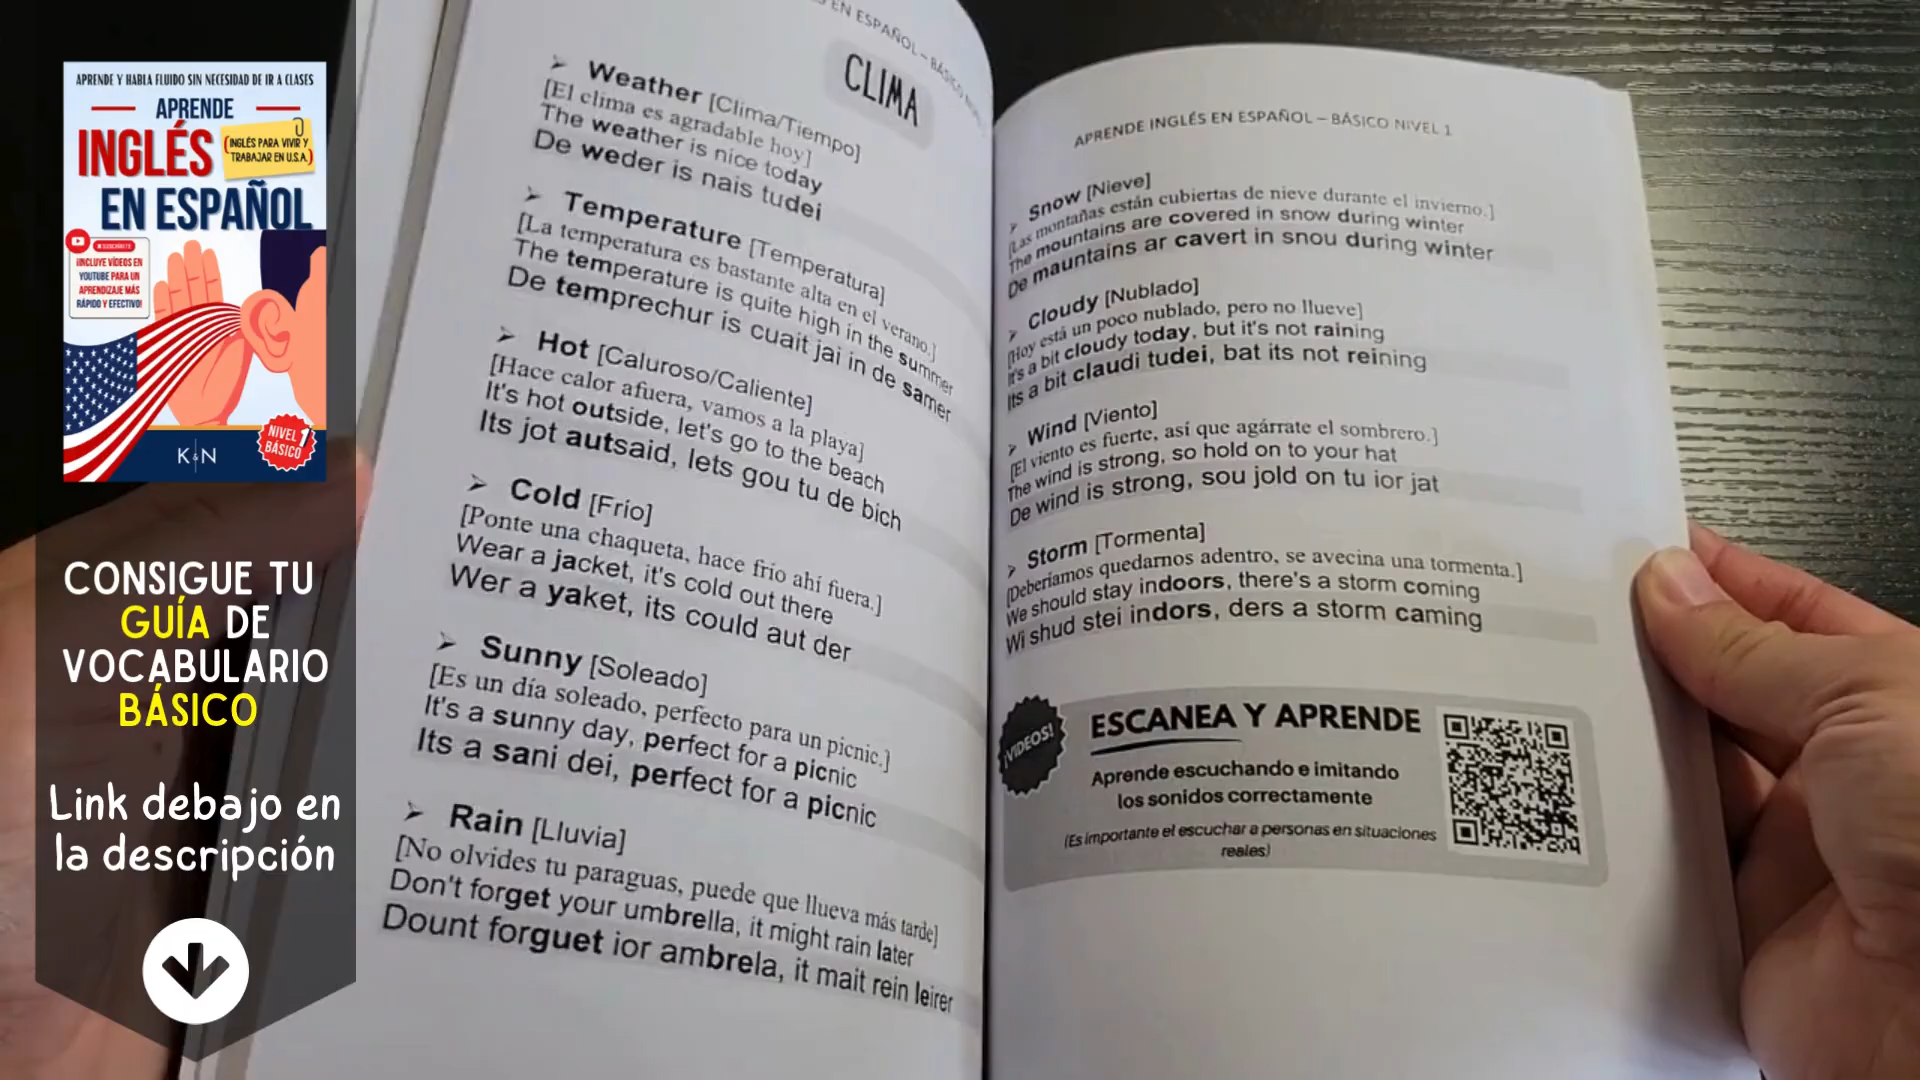 APRENDE Y HABLA FLUIDO SIN NECESIDAD DE IR A CLASES
APRENDE
INGLÉS
(INGLÉS PARA VIVIR Y
TRABAJAR EN U.S.A.)
EN ESPAÑOL
SUSCRÍBETE
¡INCLUYE VÍDEOS EN
YOUTUBE PARA UN
APRENDIZAJE MÁS
RÁPIDO Y EFECTIVO!
K&N
NIVEL 1
BÁSICO
CONSIGUE TU
GUÍA DE
VOCABULARIO
BÁSICO
Link debajo en
la descripción
EN ESPAÑOL – BÁSICO
CLIMA
➢ Weather [Clima/Tiempo]
[El clima es agradable hoy]
The weather is nice today
De weder is nais tudei
➢ Temperature [Temperatura]
[La temperatura es bastante alta en el verano.]
The temperature is quite high in the summer
De temprechur is cuait jai in de samer
➢ Hot [Caluroso/Caliente]
[Hace calor afuera, vamos a la playa]
It's hot outside, let's go to the beach
Its jot autsaid, lets gou tu de bich
➢ Cold [Frío]
[Ponte una chaqueta, hace frío ahí fuera.]
Wear a jacket, it's cold out there
Wer a yaket, its could aut der
➢ Sunny [Soleado]
[Es un día soleado, perfecto para un picnic.]
It's a sunny day, perfect for a picnic
Its a sani dei, perfect for a picnic
➢ Rain [Lluvia]
[No olvides tu paraguas, puede que llueva más tarde]
Don't forget your umbrella, it might rain later
Dount forguet ior ambrela, it mait rein leirer
APRENDE INGLÉS EN ESPAÑOL – BÁSICO NIVEL 1
➢ Snow [Nieve]
[Las montañas están cubiertas de nieve durante el invierno.]
The mountains are covered in snow during winter
De mauntains ar cavert in snou during winter
➢ Cloudy [Nublado]
[Hoy está un poco nublado, pero no llueve]
It's a bit cloudy today, but it's not raining
Its a bit claudi tudei, bat its not reining
➢ Wind [Viento]
[El viento es fuerte, así que agárrate el sombrero.]
The wind is strong, so hold on to your hat
De wind is strong, sou jold on tu ior jat
➢ Storm [Tormenta]
[Deberíamos quedarnos adentro, se avecina una tormenta.]
We should stay indoors, there's a storm coming
Wi shud stei indors, ders a storm caming
¡VIDEOS!
ESCANEA Y APRENDE
Aprende escuchando e imitando
los sonidos correctamente
(Es importante el escuchar a personas en situaciones
reales)